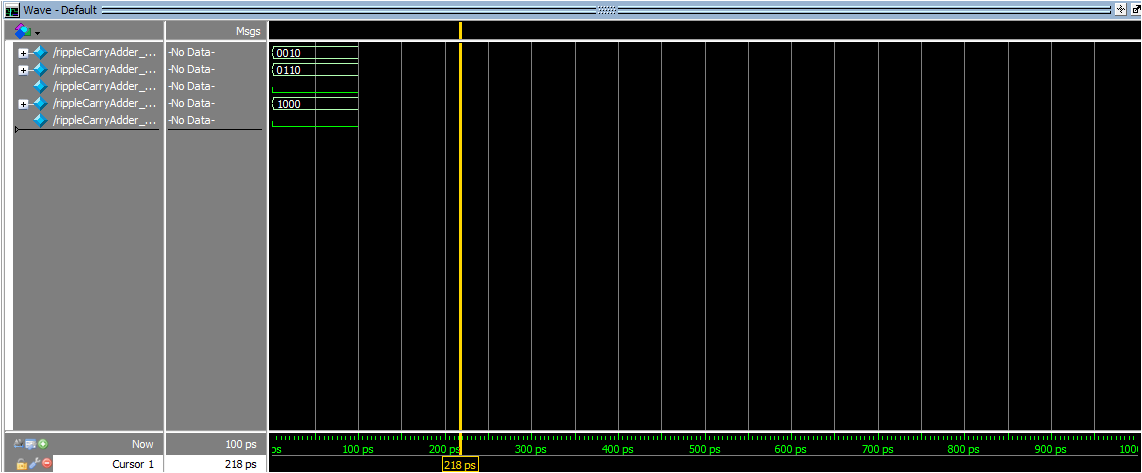 Wave - Default
Msgs
/rippleCarryAdder_... -No Data- 0010
/rippleCarryAdder_... -No Data- 0110
/rippleCarryAdder_... -No Data-
/rippleCarryAdder_... -No Data- 1000
/rippleCarryAdder_... -No Data-
Now 100 ps ps 100 ps 200 ps 300 ps 400 ps 500 ps 600 ps 700 ps 800 ps 900 ps 100
Cursor 1 218 ps 218 ps